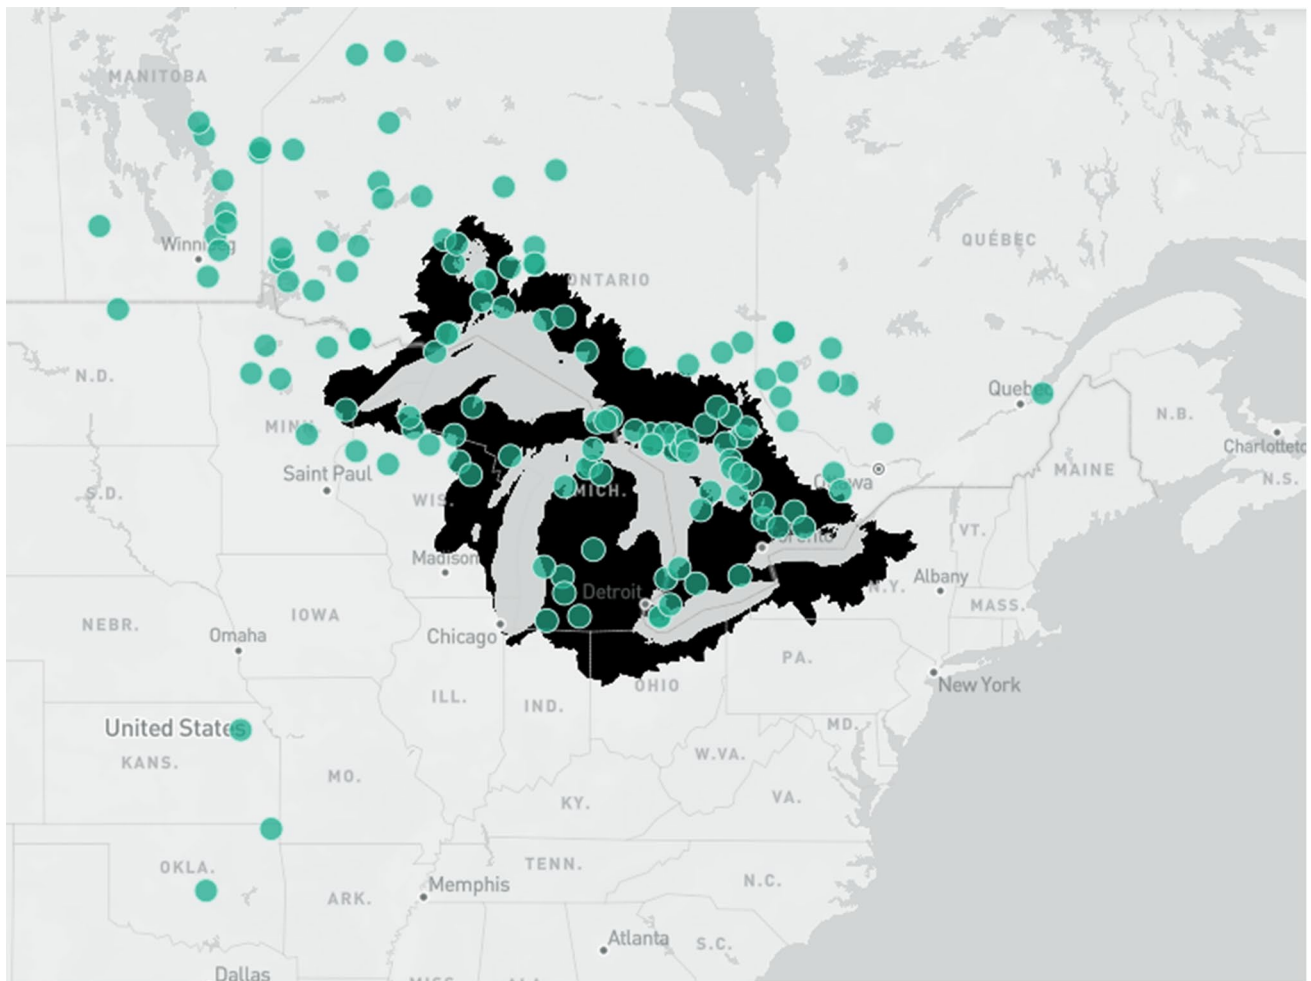 MANITOBA
Winnipeg
QUÉBEC
ONTARIO
N.D.
Quebec
N.B.
MINN.
Charlottetown
MAINE
Saint Paul
Ottawa
N.S.
S.D.
MICH.
WIS.
VT.
Toronto
Madison
Albany
Detroit
N.Y.
MASS.
IOWA
NEBR.
Omaha
Chicago
PA.
OHIO
New York
ILL.
IND.
United States
MD.
KANS.
W.VA.
MO.
VA.
KY.
OKLA.
TENN.
N.C.
Memphis
ARK.
Atlanta
S.C.
Dallas